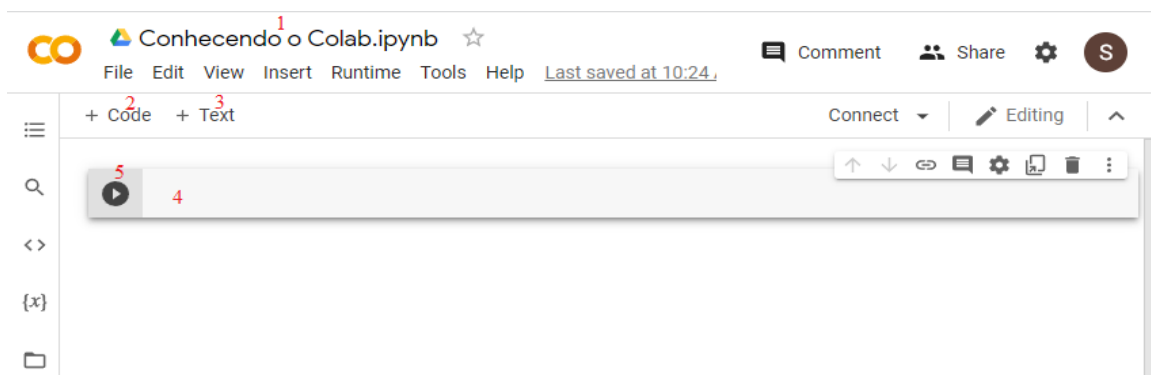 1
CO Conhecendo o Colab.ipynb
Comment Share S
File Edit View Insert Runtime Tools Help Last saved at 10:24
2 3
+ Code + Text Connect Editing
5
4
{x}